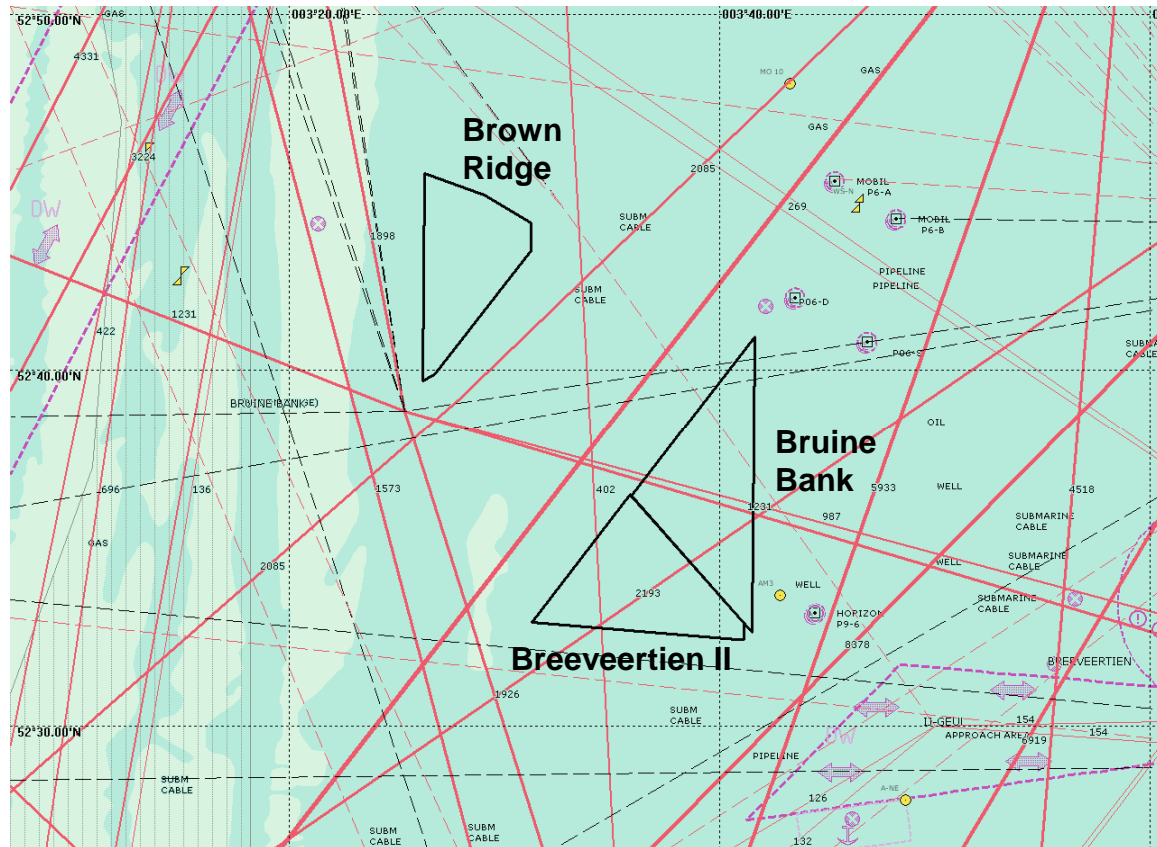 GAS
52°50.00'N
003°20.00'E
003°40.00'E
4331
MO 10
GAS
DW
GAS
Brown
Ridge
3224
2085
MOBIL
P6-A
WS-N
269
DW
SUBM
CABLE
MOBIL
P6-B
1898
PIPELINE
PIPELINE
SUBM
CABLE
P06-D
1231
422
P06-S
SUBMA
CABLE
52°40.00'N
BRUINE BANK
OIL
Bruine
Bank
696
136
1573
402
1231
987
5933
WELL
4518
SUBMARINE
CABLE
GAS
2085
WELL
SUBMARINE
CABLE
AM3
WELL
2193
SUBMARINE
CABLE
HORIZON
P9-6
8378
Breeveertien II
BREEVEERTIEN
1926
SUBM
CABLE
52°30.00'N
IJ-GEUL
154
APPROACH AREA
6919
154
DW
PIPELINE
SUBM
CABLE
126
A-NE
SUBM
CABLE
SUBM
CABLE
132